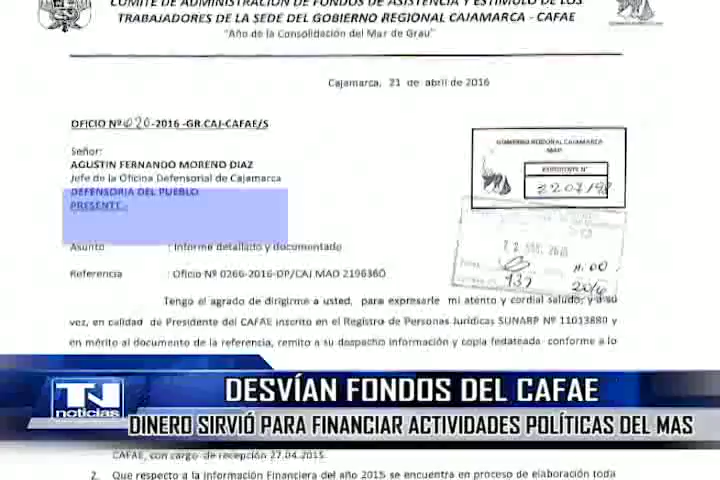 COMITÉ DE ADMINISTRACIÓN DE FONDOS DE ASISTENCIA Y ESTÍMULO DE LOS
TRABAJADORES DE LA SEDE DEL GOBIERNO REGIONAL CAJAMARCA - CAFAE
"Año de la Consolidación del Mar de Grau"
Cajamarca, 21 de abril de 2016
OFICIO Nº 020-2016 -GR.CAJ-CAFAE/S
Señor:
AGUSTIN FERNANDO MORENO DIAZ
Jefe de la Oficina Defensorial de Cajamarca
DEFENSORIA DEL PUEBLO
PRESENTE.-
GOBIERNO REGIONAL CAJAMARCA
MAD
EXPEDIENTE Nº
Asunto : Informe detallado y documentado
Referencia : Oficio Nº 0266-2016-DP/CAJ MAD 2196360
Tengo el agrado de dirigirme a usted, para expresarle mi atento y cordial saludo, y a su
vez, en calidad de Presidente del CAFAE inscrito en el Registro de Personas Jurídicas SUNARP Nº 11013880 y
en mérito al documento de la referencia, remito a su despacho información y copia fedateada conforme a lo
TN
noticias
DESVÍAN FONDOS DEL CAFAE
DINERO SIRVIÓ PARA FINANCIAR ACTIVIDADES POLÍTICAS DEL MAS
CAFAE, con cargo de recepción 27.04.2015.
2. Que respecto a la Información Financiera del año 2015 se encuentra en proceso de elaboración toda